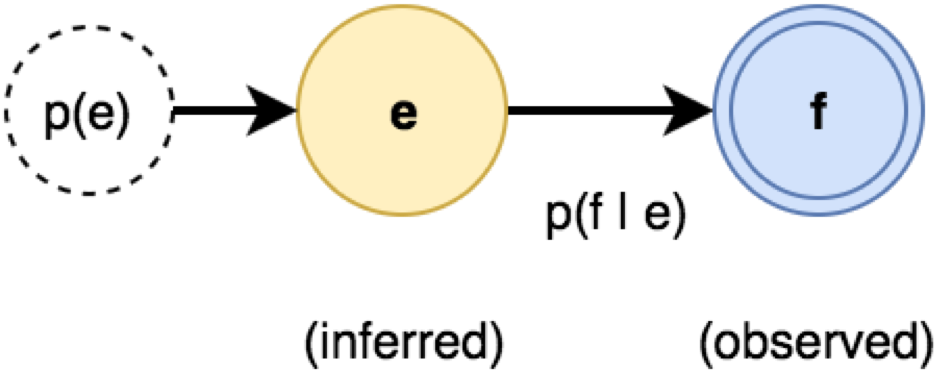 p(e)
e
f
p(f | e)
(inferred)
(observed)